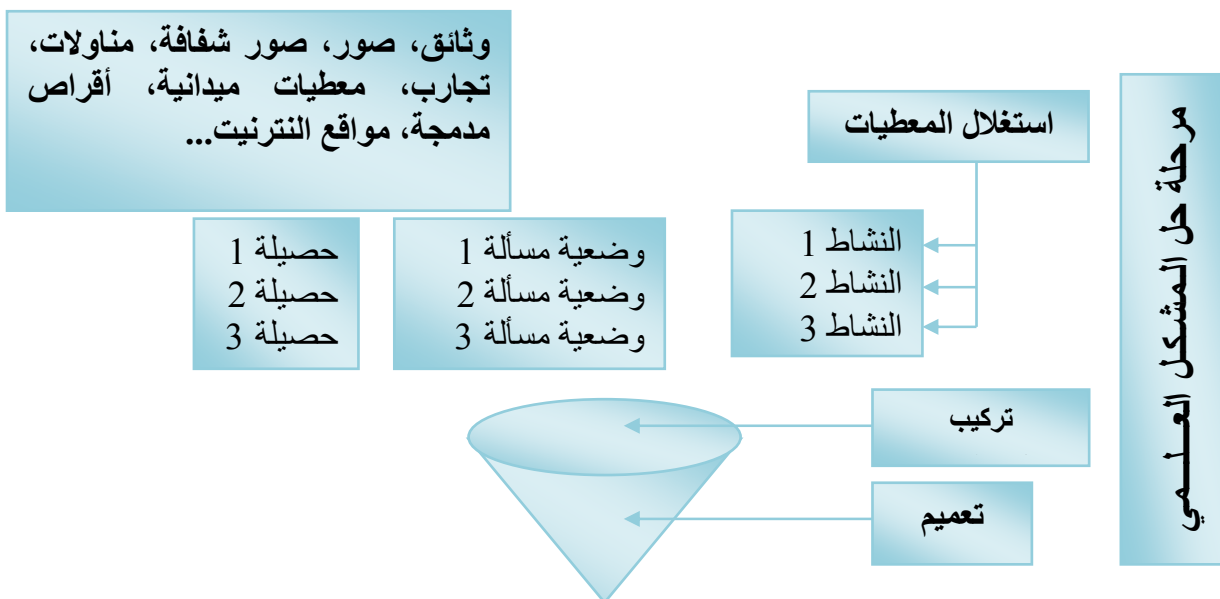 وثائق، صور، صور شفافة، مناولات،
تجارب، معطيات ميدانية، أقراص
مدمجة، مواقع النترنيت...
مرحلة حل المشكل العلـــمي
استغلال المعطيات
النشاط 1
النشاط 2
النشاط 3
وضعية مسألة 1
وضعية مسألة 2
وضعية مسألة 3
حصيلة 1
حصيلة 2
حصيلة 3
تركيب
تعميم